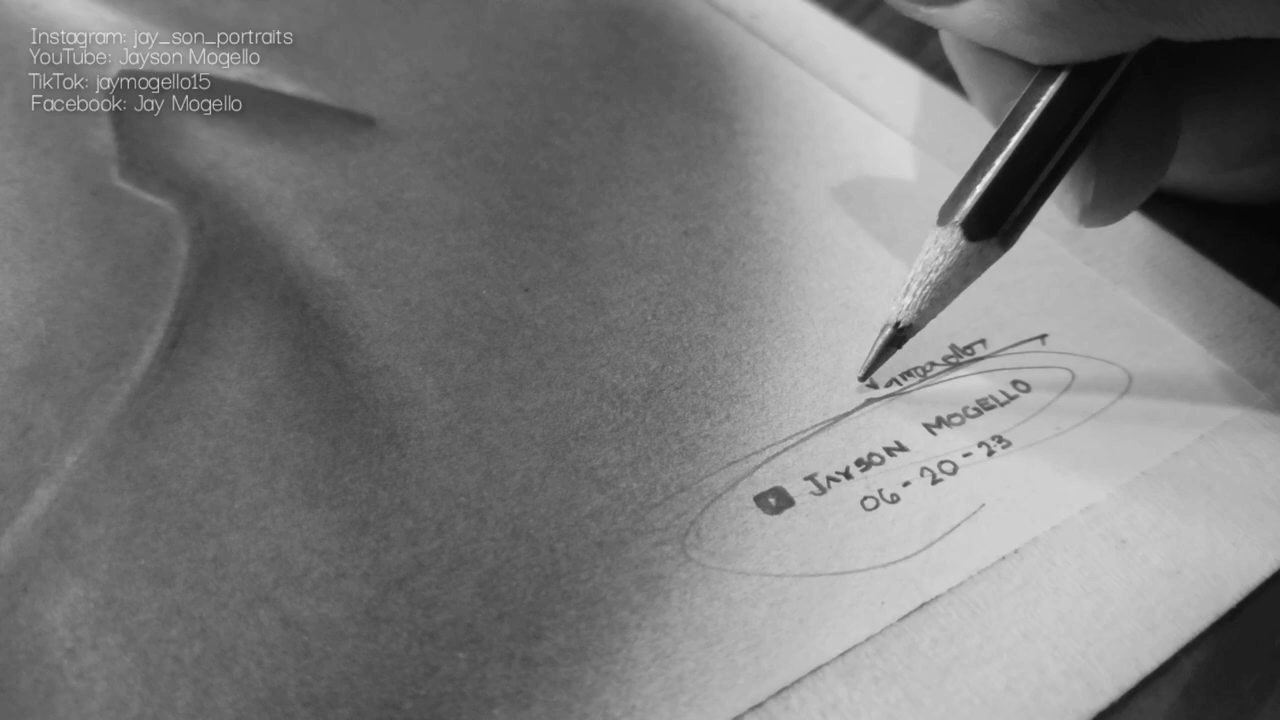 Instagram: jay_son_portraits
YouTube: Jayson Mogello
TikTok: jaymogello15
Facebook: Jay Mogello
JAYSON MOGELLO
06-20-23